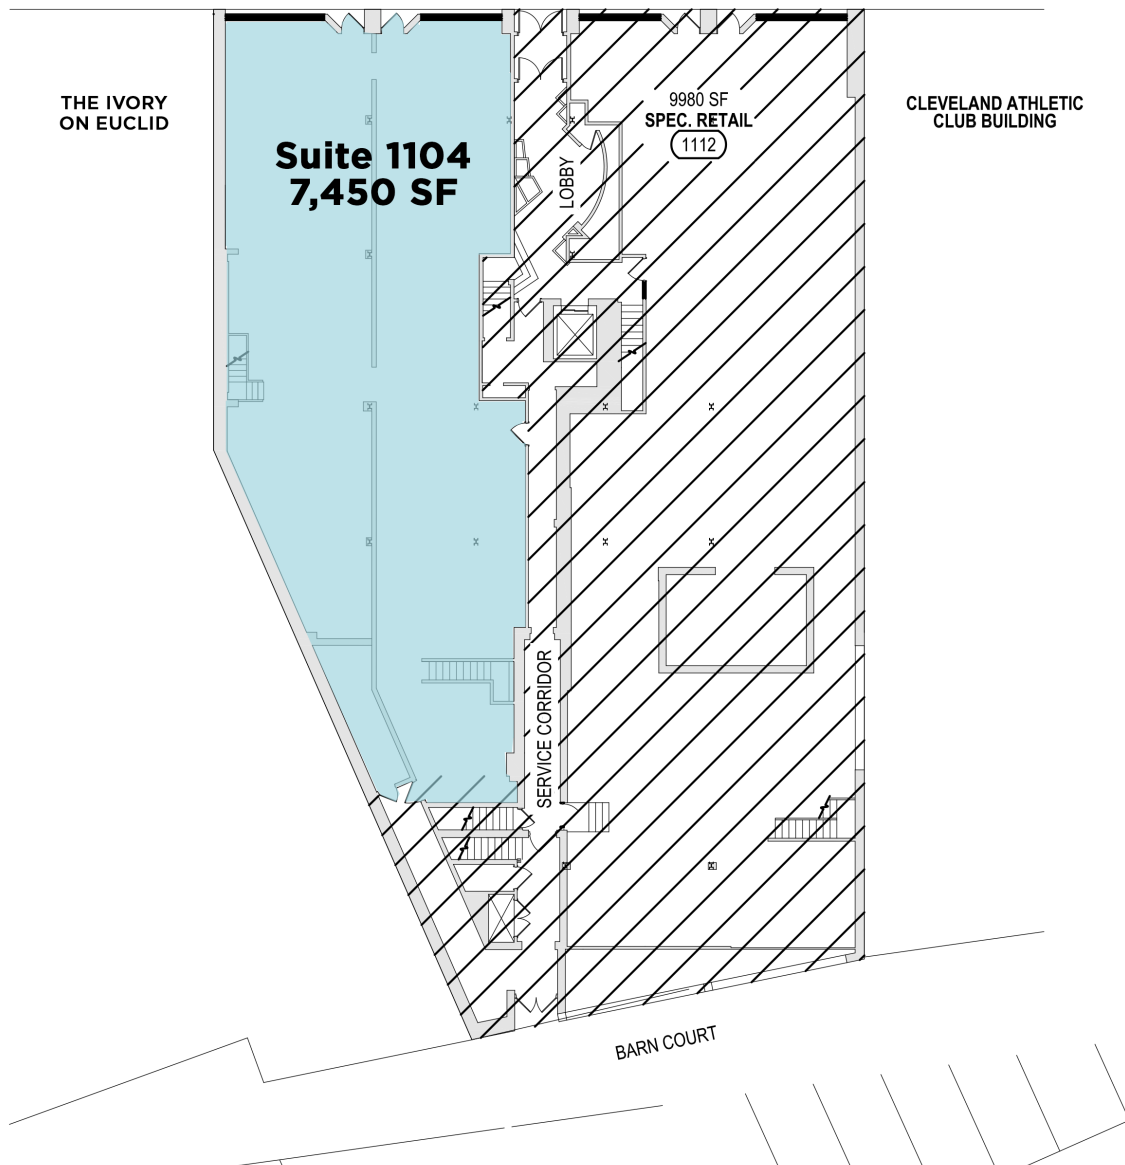 THE IVORY
ON EUCLID
Suite 1104
7,450 SF
LOBBY
9980 SF
SPEC. RETAIL
1112
CLEVELAND ATHLETIC
CLUB BUILDING
SERVICE CORRIDOR
BARN COURT